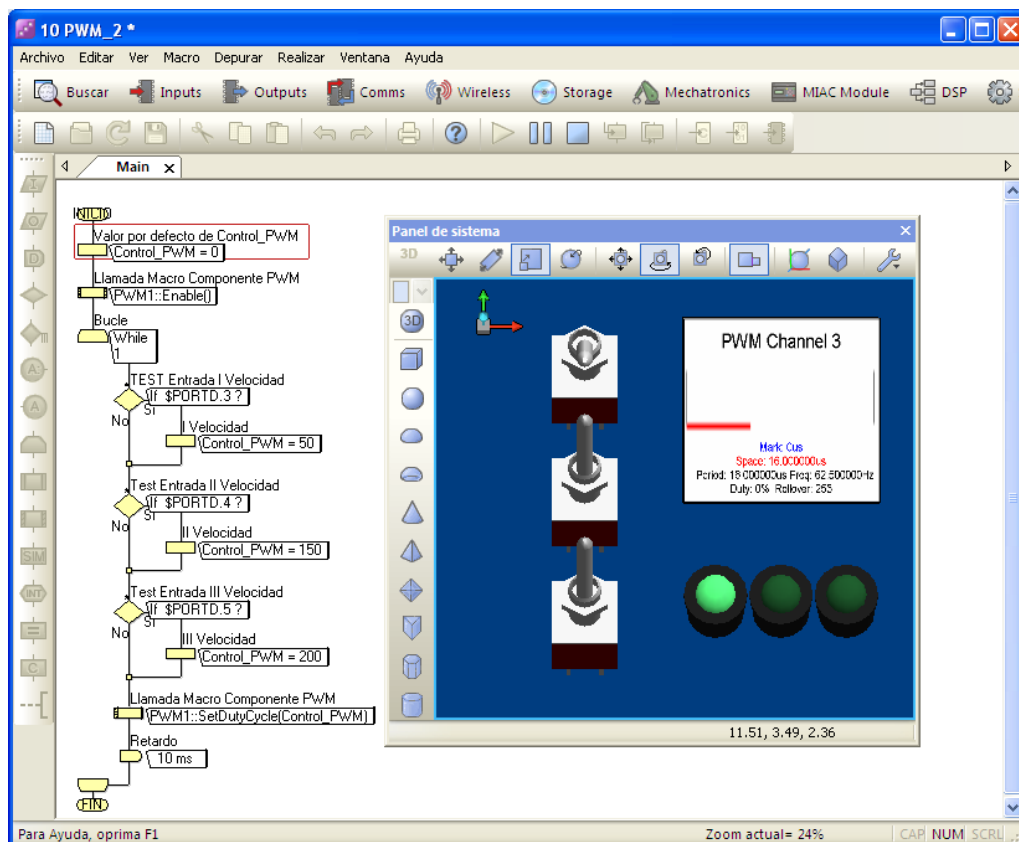 10 PWM_2 *
Archivo Editar Ver Macro Depurar Realizar Ventana Ayuda
Buscar Inputs Outputs Comms Wireless Storage Mechatronics MIAC Module DSP
Main
INICIO
Valor por defecto de Control_PWM
Control_PWM = 0
Llamada Macro Componente PWM
PWM1::Enable()
Bucle
While
1
TEST Entrada I Velocidad
If $PORTD.3 ?
Si
No
I Velocidad
Control_PWM = 50
Test Entrada II Velocidad
If $PORTD.4 ?
Si
No
II Velocidad
Control_PWM = 150
Test Entrada III Velocidad
If $PORTD.5 ?
Si
No
III Velocidad
Control_PWM = 200
Llamada Macro Componente PWM
PWM1::SetDutyCycle(Control_PWM)
Retardo
10 ms
FIN
I
D
A:
A
SIM
INT
C
Panel de sistema
3D
3D
PWM Channel 3
Mark: 0us
Space: 16.000000us
Period: 16.000000us Freq: 62.500000Hz
Duty: 0% Rollover: 255
11.51, 3.49, 2.36
Para Ayuda, oprima F1
Zoom actual= 24%
CAP NUM SCRL